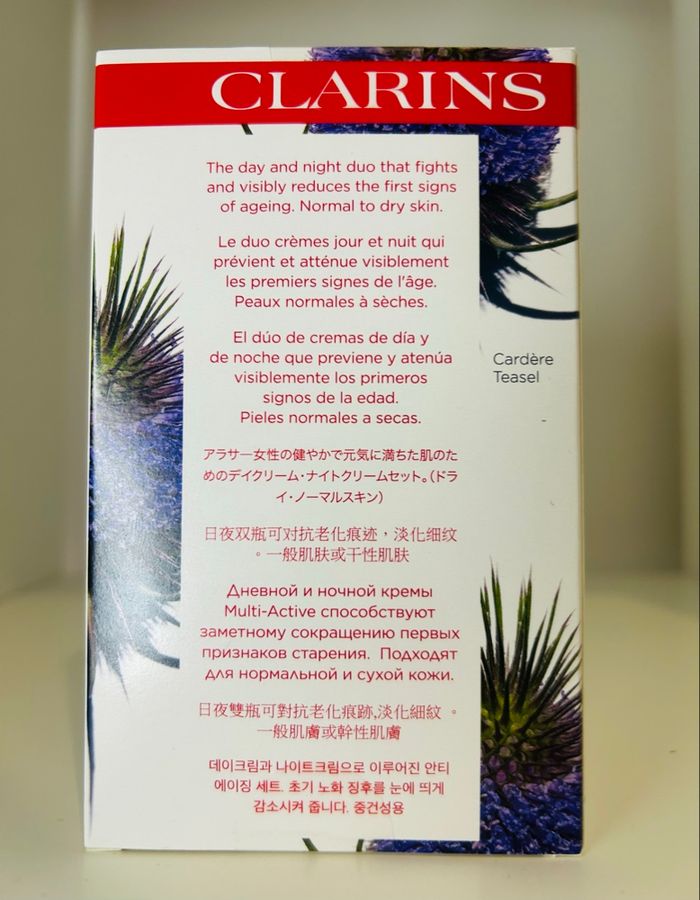 CLARINS
The day and night duo that fights
and visibly reduces the first signs
of ageing. Normal to dry skin.
Le duo crèmes jour et nuit qui
prévient et atténue visiblement
les premiers signes de l'âge.
Peaux normales à sèches.
El dúo de cremas de día y
de noche que previene y atenúa
visiblemente los primeros
signos de la edad.
Pieles normales a secas.
Cardère
Teasel
アラサー女性の健やかで元気に満ちた肌のた
めのデイクリーム・ナイトクリームセット。(ドラ
イ・ノーマルスキン)
日夜双瓶可对抗老化痕迹，淡化细纹
。一般肌肤或干性肌肤
Дневной и ночной кремы
Multi-Active способствуют
заметному сокращению первых
признаков старения. Подходят
для нормальной и сухой кожи.
日夜雙瓶可對抗老化痕跡,淡化細紋 。
一般肌膚或幹性肌膚
데이크림과 나이트크림으로 이루어진 안티
에이징 세트. 초기 노화 징후를 눈에 띄게
감소시켜 줍니다. 중건성용